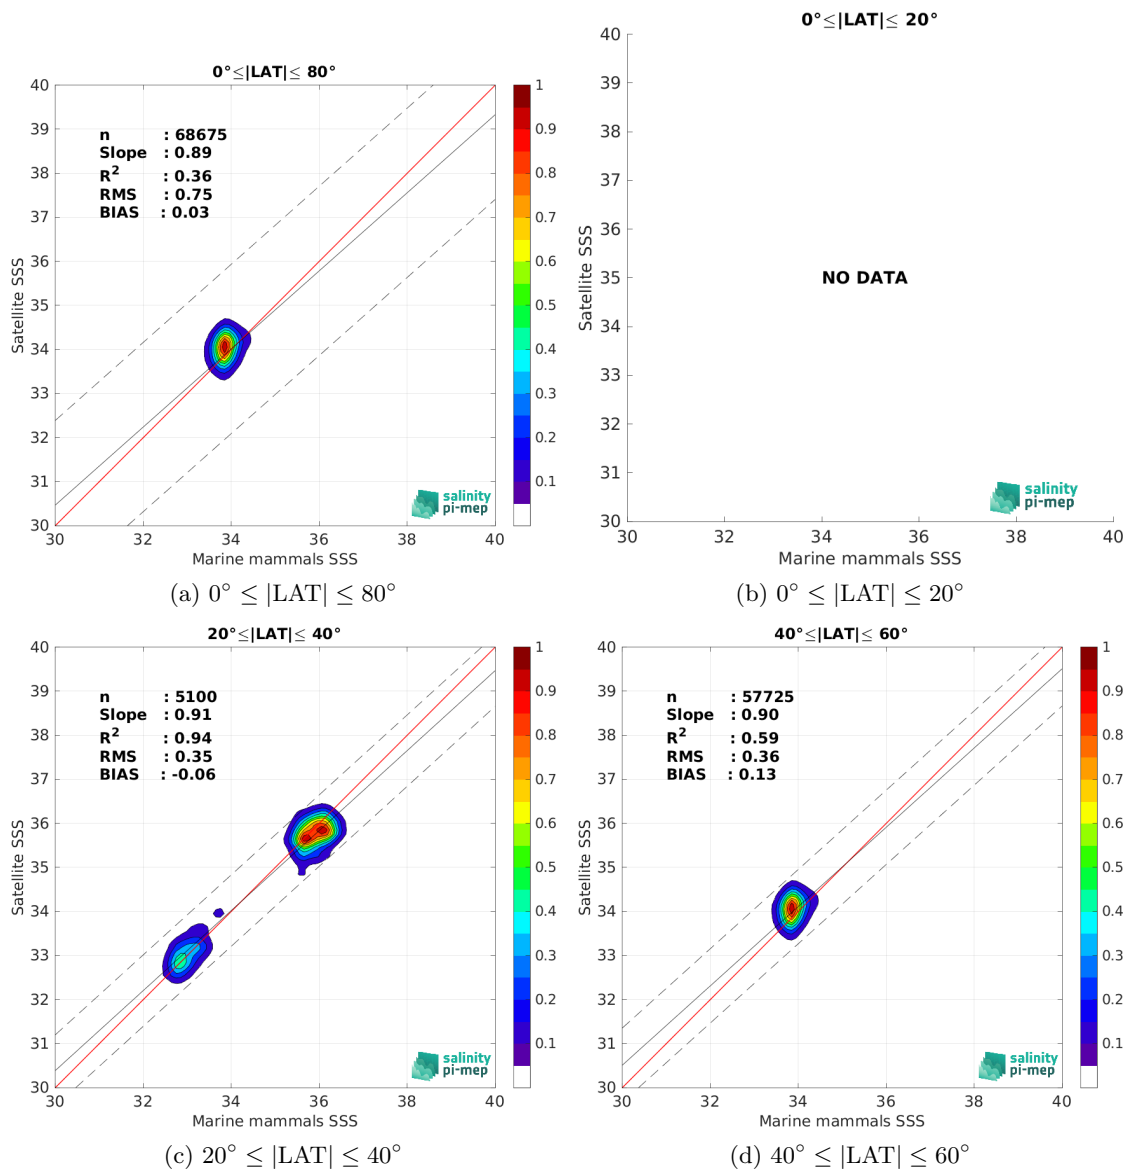 0°≤|LAT|≤ 80°
40
39
38
37
36
35
34
33
32
31
30
Satellite SSS
n : 68675
Slope : 0.89
R² : 0.36
RMS : 0.75
BIAS : 0.03
1
0.9
0.8
0.7
0.6
0.5
0.4
0.3
0.2
0.1
salinity
pi-mep
30 32 34 36 38 40
Marine mammals SSS
(a) 0° ≤ |LAT| ≤ 80°
0°≤|LAT|≤ 20°
40
39
38
37
36
35
34
33
32
31
30
Satellite SSS
NO DATA
salinity
pi-mep
30 32 34 36 38 40
Marine mammals SSS
(b) 0° ≤ |LAT| ≤ 20°
20°≤|LAT|≤ 40°
40
39
38
37
36
35
34
33
32
31
30
Satellite SSS
n : 5100
Slope : 0.91
R² : 0.94
RMS : 0.35
BIAS : -0.06
1
0.9
0.8
0.7
0.6
0.5
0.4
0.3
0.2
0.1
salinity
pi-mep
30 32 34 36 38 40
Marine mammals SSS
(c) 20° ≤ |LAT| ≤ 40°
40°≤|LAT|≤ 60°
40
39
38
37
36
35
34
33
32
31
30
Satellite SSS
n : 57725
Slope : 0.90
R² : 0.59
RMS : 0.36
BIAS : 0.13
1
0.9
0.8
0.7
0.6
0.5
0.4
0.3
0.2
0.1
salinity
pi-mep
30 32 34 36 38 40
Marine mammals SSS
(d) 40° ≤ |LAT| ≤ 60°